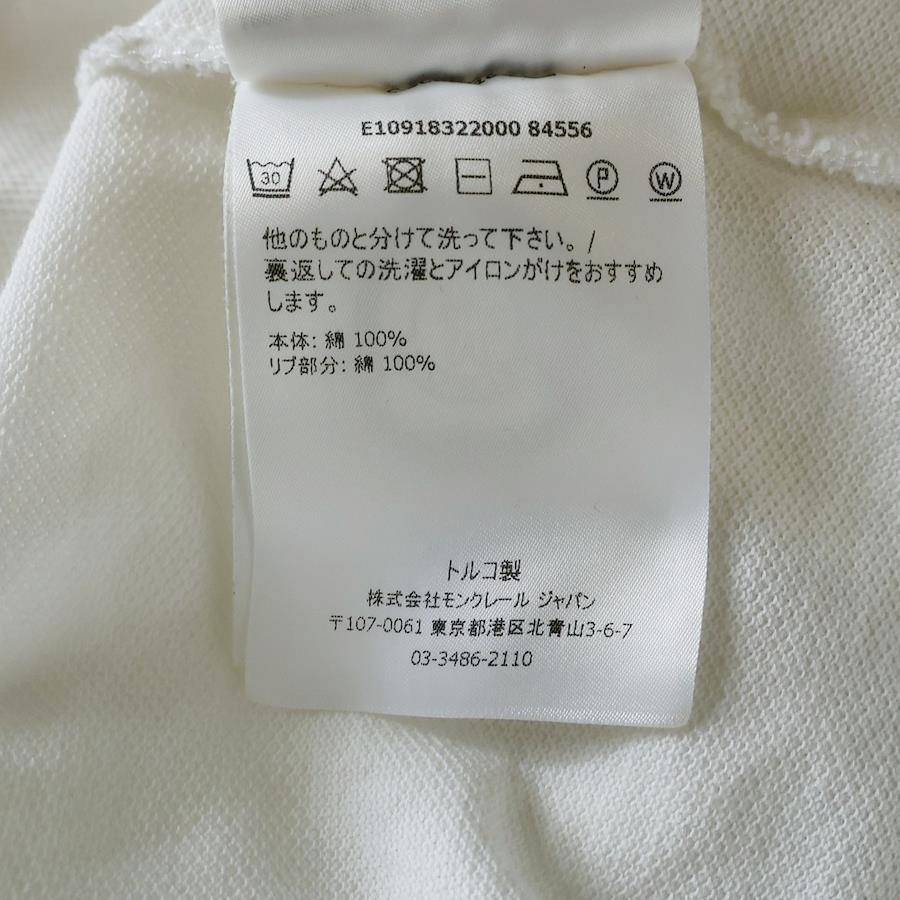 E10918322000 84556
30 P W
他のものと分けて洗って下さい。/
裏返しての洗濯とアイロンがけをおすすめ
します。
本体: 綿 100%
リブ部分: 綿 100%
トルコ製
株式会社モンクレール ジャパン
〒107-0061 東京都港区北青山3-6-7
03-3486-2110